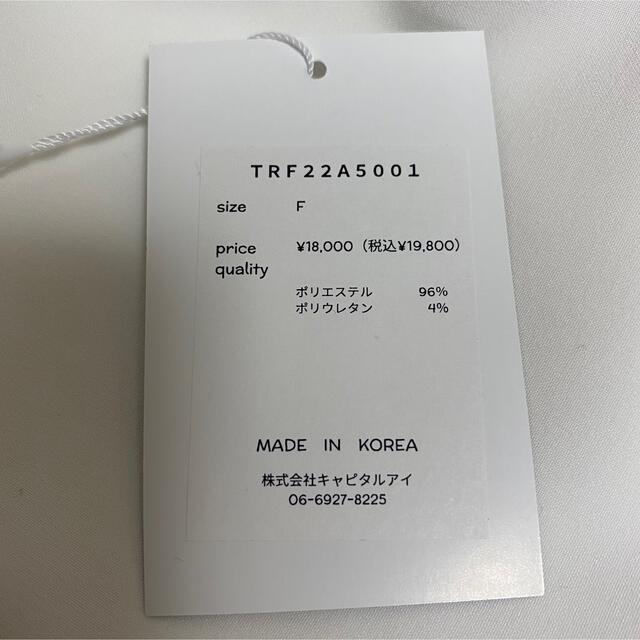 TRF22A5001
size F
price ¥18,000（税込¥19,800）
quality
ポリエステル 96%
ポリウレタン 4%
MADE IN KOREA
株式会社キャピタルアイ
06-6927-8225